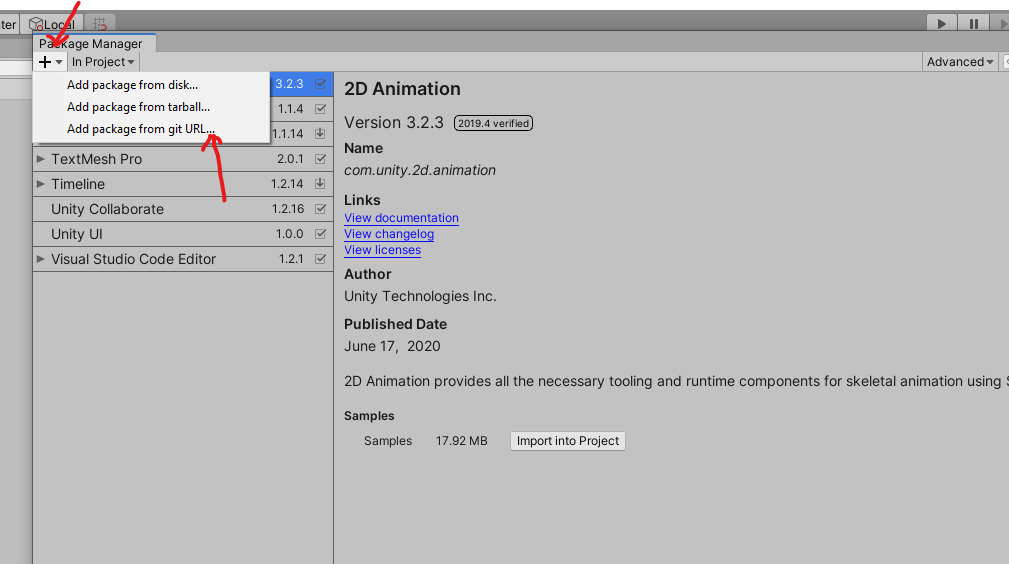 ter Local
Package Manager
In Project
Advanced
Add package from disk...
Add package from tarball...
Add package from git URL...
3.2.3
1.1.4
1.1.14
TextMesh Pro 2.0.1
Timeline 1.2.14
Unity Collaborate 1.2.16
Unity UI 1.0.0
Visual Studio Code Editor 1.2.1
2D Animation
Version 3.2.3 2019.4 verified
Name
com.unity.2d.animation
Links
View documentation
View changelog
View licenses
Author
Unity Technologies Inc.
Published Date
June 17, 2020
2D Animation provides all the necessary tooling and runtime components for skeletal animation using S
Samples
Samples 17.92 MB Import into Project